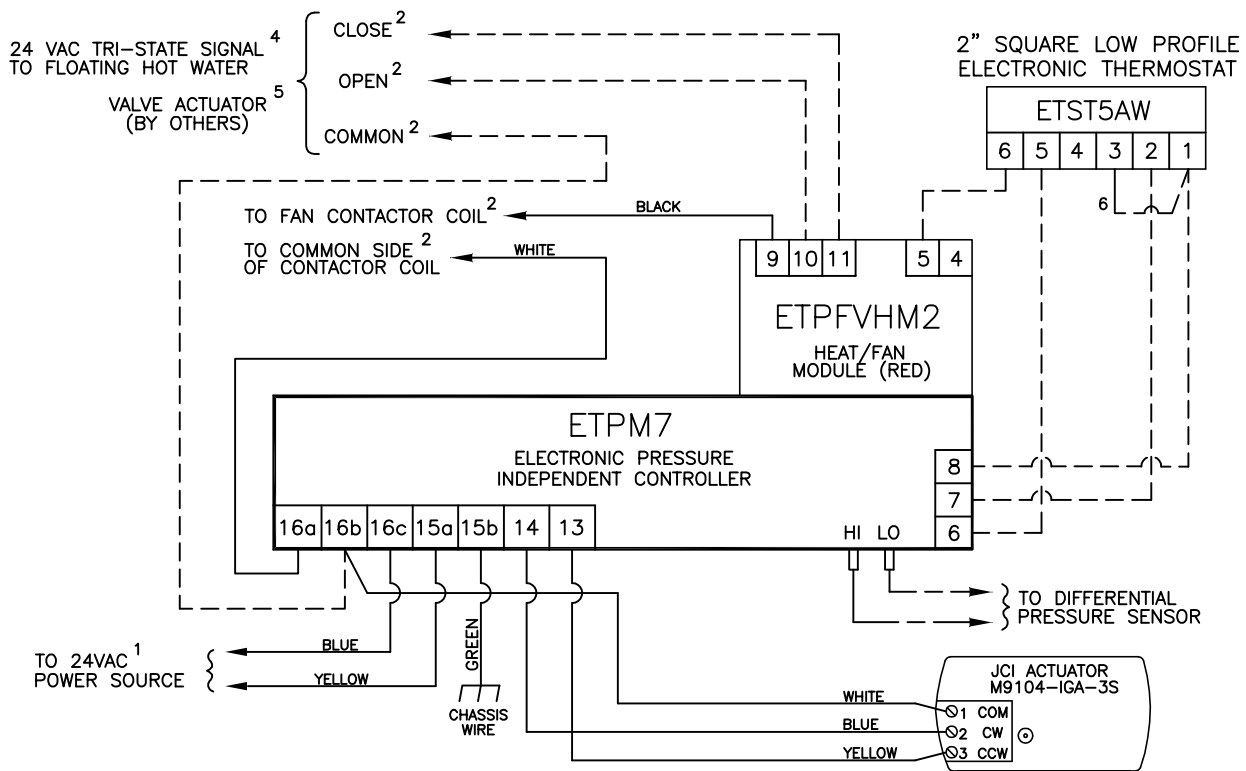 24 VAC TRI-STATE SIGNAL 4
TO FLOATING HOT WATER
VALVE ACTUATOR 5
(BY OTHERS)
CLOSE 2
OPEN 2
COMMON 2
2" SQUARE LOW PROFILE
ELECTRONIC THERMOSTAT
ETST5AW
6 5 4 3 2 1
6
TO FAN CONTACTOR COIL 2
BLACK
TO COMMON SIDE 2
OF CONTACTOR COIL
WHITE
9 10 11 5 4
ETPFVHM2
HEAT/FAN
MODULE (RED)
ETPM7
ELECTRONIC PRESSURE
INDEPENDENT CONTROLLER
8
7
6
16a 16b 16c 15a 15b 14 13
HI LO
TO DIFFERENTIAL
PRESSURE SENSOR
TO 24VAC 1
POWER SOURCE
BLUE
YELLOW
GREEN
CHASSIS
WIRE
WHITE
BLUE
YELLOW
JCI ACTUATOR
M9104-IGA-3S
1 COM
2 CW
3 CCW